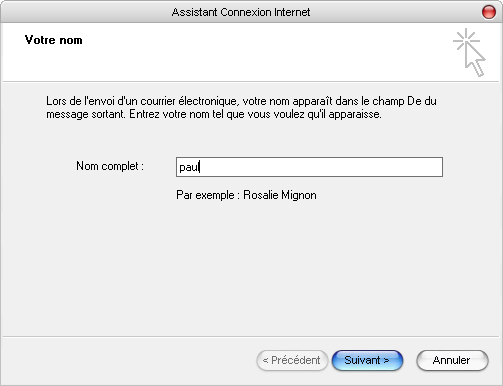 Assistant Connexion Internet
Votre nom
Lors de l'envoi d'un courrier électronique, votre nom apparaît dans le champ De du
message sortant. Entrez votre nom tel que vous voulez qu'il apparaisse.
Nom complet : paul
Par exemple : Rosalie Mignon
< Précédent Suivant > Annuler